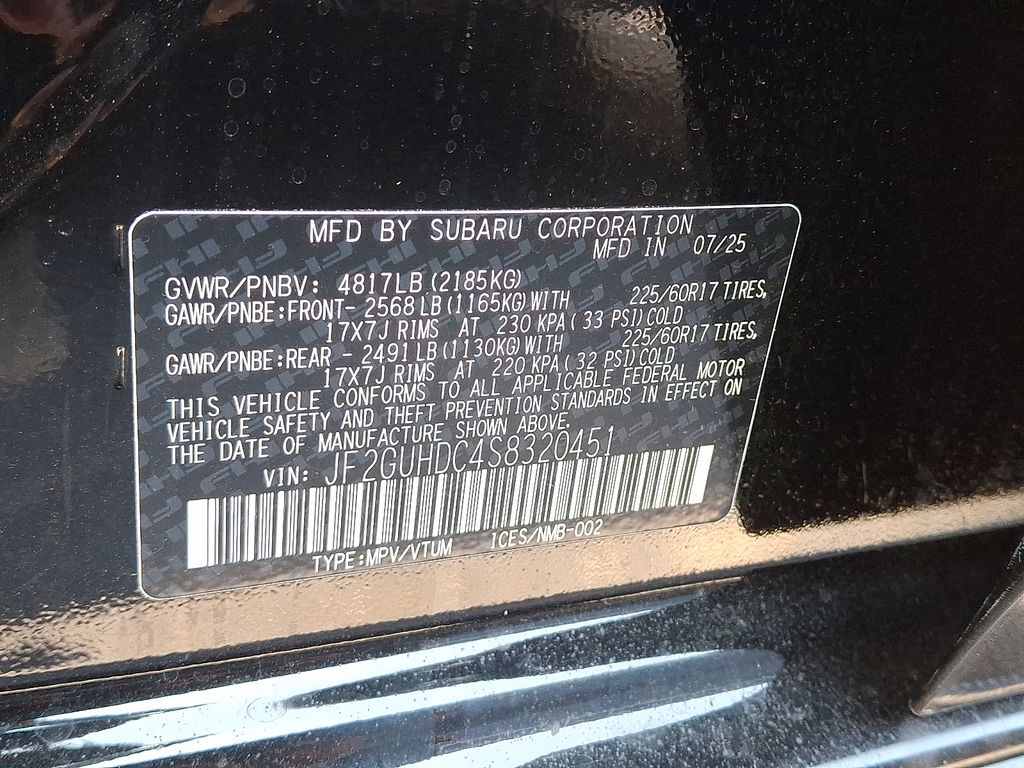 MFD BY SUBARU CORPORATION
MFD IN 07/25
GVWR/PNBV: 4817LB (2185KG)
GAWR/PNBE:FRONT-2568LB(1165KG)WITH 225/60R17 TIRES,
17X7J RIMS AT 230 KPA( 33 PSI)COLD
GAWR/PNBE:REAR - 2491LB(1130KG)WITH 225/60R17 TIRES,
17X7J RIMS AT 220 KPA( 32 PSI)COLD
THIS VEHICLE CONFORMS TO ALL APPLICABLE FEDERAL MOTOR
VEHICLE SAFETY AND THEFT PREVENTION STANDARDS IN EFFECT ON
THE DATE OF MANUFACTURE SHOWN ABOVE.
VIN: JF2GUHDC4S8320451
TYPE:MPV/VTUM ICES/NMB-002